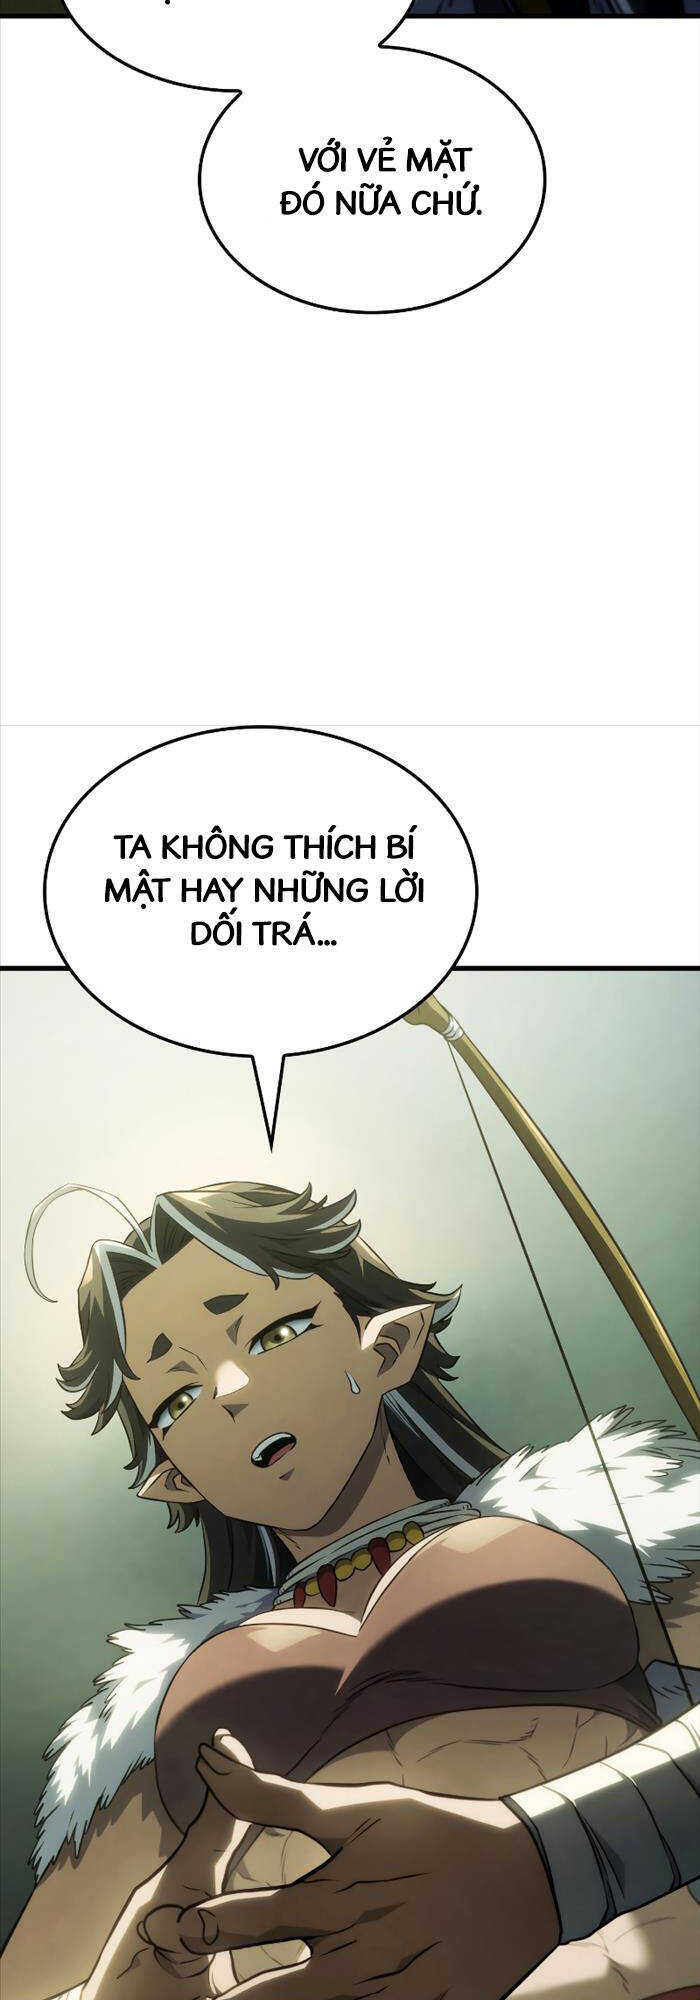 VỚI VẺ MẶT
ĐÓ NỮA CHỨ.
TA KHÔNG THÍCH BÍ
MẬT HAY NHỮNG LỜI
DỐI TRÁ...